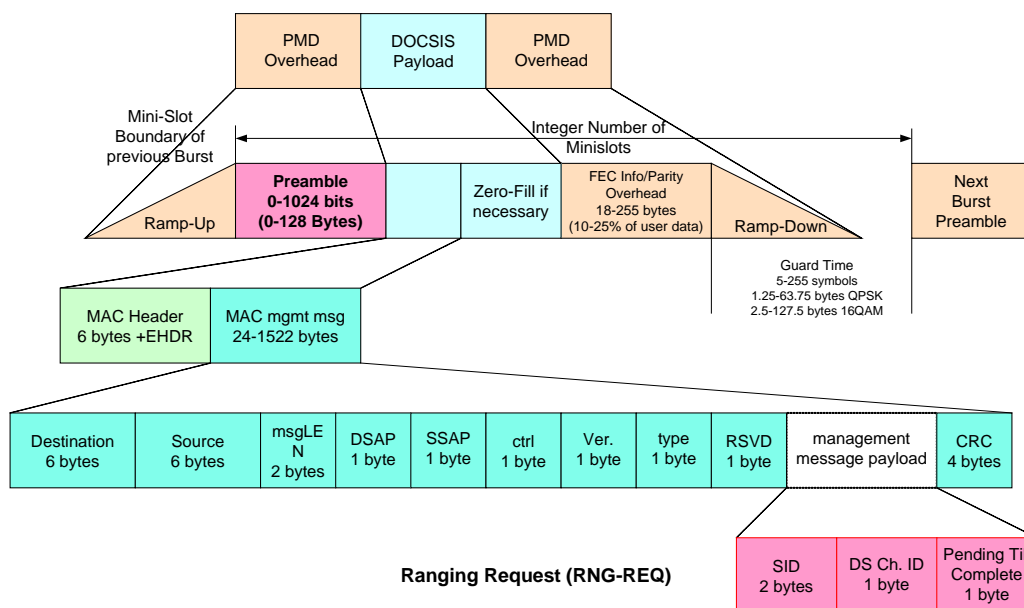 PMD
Overhead
DOCSIS
Payload
PMD
Overhead
Mini-Slot
Boundary of
previous Burst
Integer Number of
Minislots
Ramp-Up
Preamble
0-1024 bits
(0-128 Bytes)
Zero-Fill if
necessary
FEC Info/Parity
Overhead
18-255 bytes
(10-25% of user data)
Ramp-Down
Next
Burst
Preamble
Guard Time
5-255 symbols
1.25-63.75 bytes QPSK
2.5-127.5 bytes 16QAM
MAC Header
6 bytes +EHDR
MAC mgmt msg
24-1522 bytes
Destination
6 bytes
Source
6 bytes
msgLE
N
2 bytes
DSAP
1 byte
SSAP
1 byte
ctrl
1 byte
Ver.
1 byte
type
1 byte
RSVD
1 byte
management
message payload
CRC
4 bytes
Ranging Request (RNG-REQ)
SID
2 bytes
DS Ch. ID
1 byte
Pending
Complete
1 byte